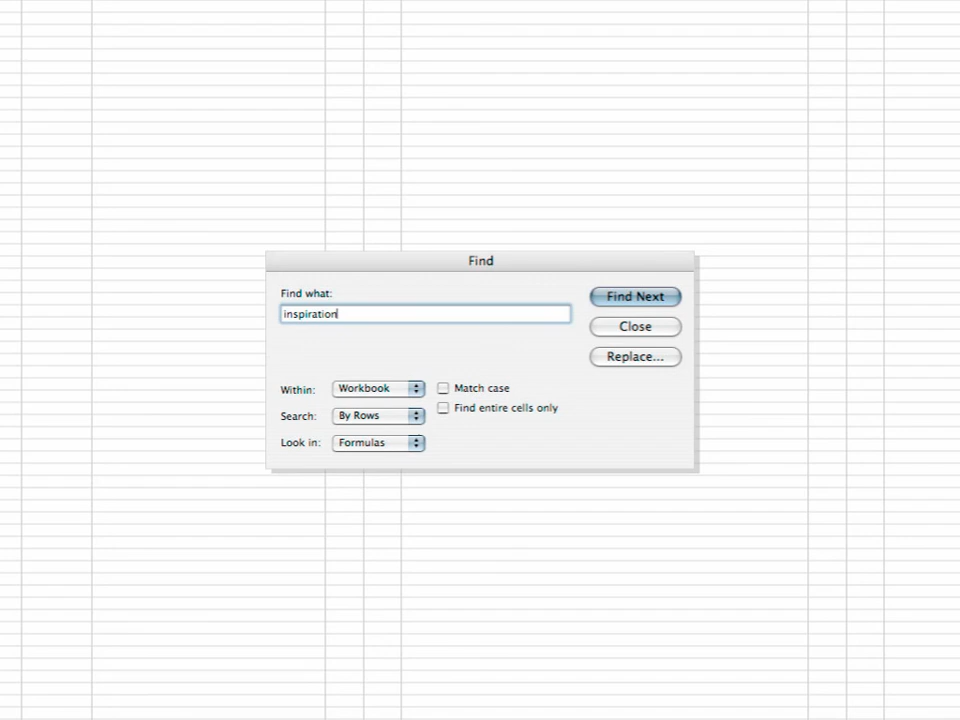 Find
Find what:
inspiration
Find Next
Close
Replace...
Within: Workbook
Match case
Search: By Rows
Find entire cells only
Look in: Formulas